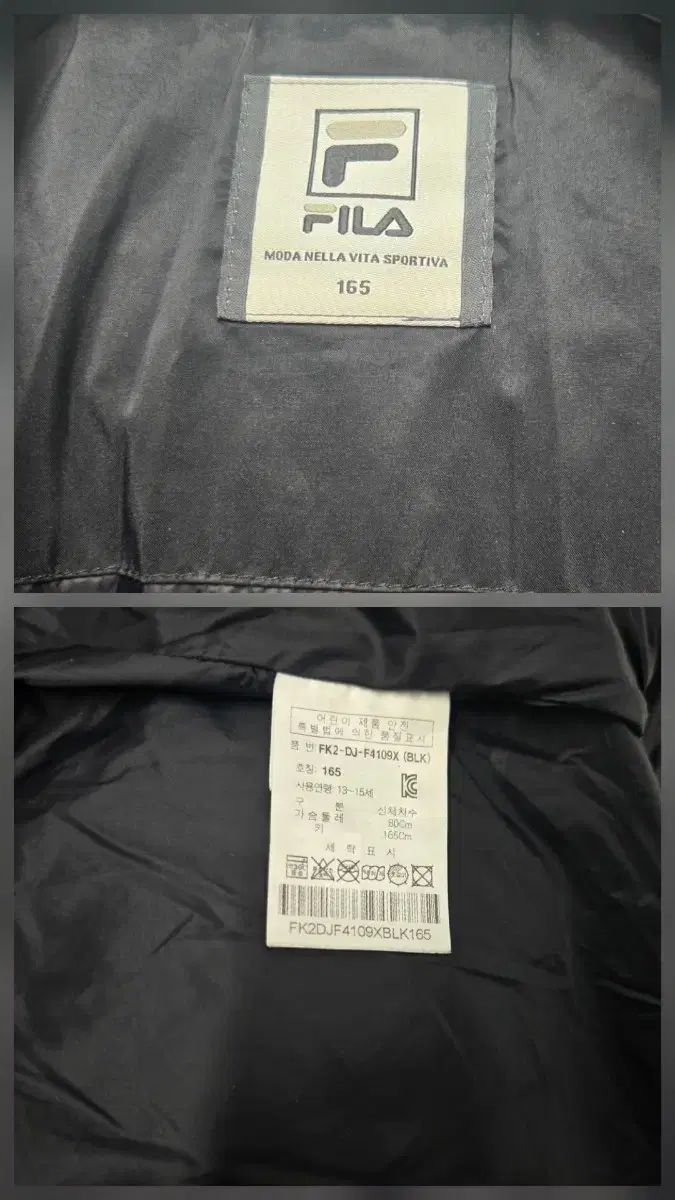 FILA
MODA NELLA VITA SPORTIVA
165
어린이 제품 안전
특별법에 의한 품질표시
품 번 FK2-DJ-F4109X (BLK)
호칭: 165
사용연령: 13~15세
구 분 신체치수
가슴둘레 80Cm
키 165Cm
세 탁 표 시
FK2DJF4109XBLK165